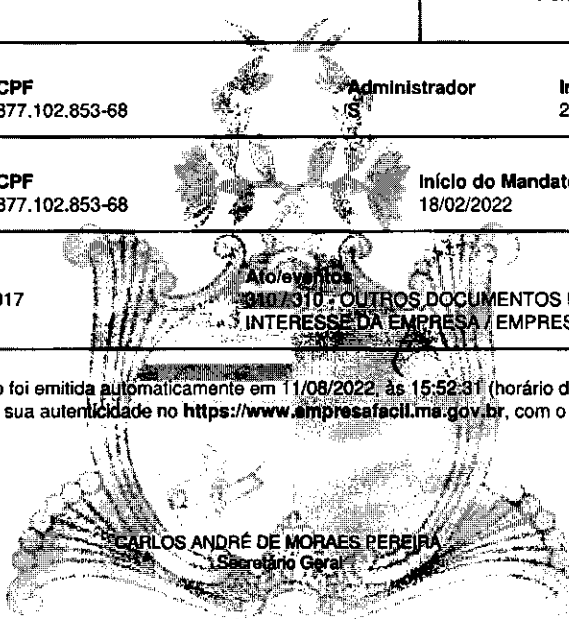 CPF Administrador
877.102.853-68 S 2
CPF Início do Mandato
877.102.853-68 18/02/2022
Ato/eventos
017 310 / 310 - OUTROS DOCUMENTOS
INTERESSE DA EMPRESA / EMPRES
o foi emitida automaticamente em 11/08/2022, às 15:52:31 (horário d
sua autenticidade no https://www.empresafacil.ma.gov.br, com o
CARLOS ANDRÉ DE MORAES PEREIRA
Secretário Geral